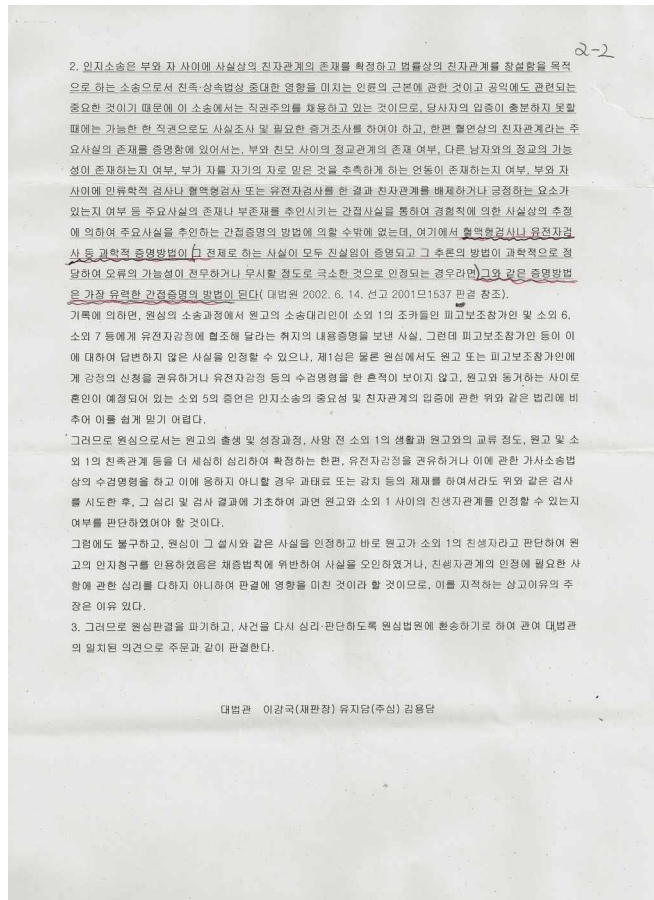 2-2
2. 인지소송은 부와 자 사이에 사실상의 친자관계의 존재를 확정하고 법률상의 친자관계를 창설함을 목적
으로 하는 소송으로서 친족·상속법상 중대한 영향을 미치는 인륜의 근본에 관한 것이고 공익에도 관련되는
중요한 것이기 때문에 이 소송에서는 직권주의를 채용하고 있는 것이므로, 당사자의 입증이 충분하지 못할
때에는 가능한 한 직권으로도 사실조사 및 필요한 증거조사를 하여야 하고, 한편 혈연상의 친자관계라는 주
요사실의 존재를 증명함에 있어서는, 부와 친모 사이의 정교관계의 존재 여부, 다른 남자와의 정교의 가능
성이 존재하는지 여부, 부가 자를 자기의 자로 믿은 것을 추측하게 하는 언동이 존재하는지 여부, 부와 자
사이에 인류학적 검사나 혈액형검사 또는 유전자검사를 한 결과 친자관계를 배제하거나 긍정하는 요소가
있는지 여부 등 주요사실의 존재나 부존재를 추인시키는 간접사실을 통하여 경험칙에 의한 사실상의 추정
에 의하여 주요사실을 추인하는 간접증명의 방법에 의할 수밖에 없는데, 여기에서 혈액형검사나 유전자검
사 등 과학적 증명방법이 그 전제로 하는 사실이 모두 진실임이 증명되고 그 추론의 방법이 과학적으로 정
당하여 오류의 가능성이 전무하거나 무시할 정도로 극소한 것으로 인정되는 경우라면 그와 같은 증명방법
은 가장 유력한 간접증명의 방법이 된다( 대법원 2002. 6. 14. 선고 2001므1537 판결 참조).
기록에 의하면, 원심의 소송과정에서 원고의 소송대리인이 소외 1의 조카들인 피고보조참가인 및 소외 6,
소외 7 등에게 유전자감정에 협조해 달라는 취지의 내용증명을 보낸 사실, 그런데 피고보조참가인 등이 이
에 대하여 답변하지 않은 사실을 인정할 수 있으나, 제1심은 물론 원심에서도 원고 또는 피고보조참가인에
게 감정의 신청을 권유하거나 유전자감정 등의 수검명령을 한 흔적이 보이지 않고, 원고와 동거하는 사이로
혼인이 예정되어 있는 소외 5의 증언은 인지소송의 중요성 및 친자관계의 입증에 관한 위와 같은 법리에 비
추어 이를 쉽게 믿기 어렵다.
그러므로 원심으로서는 원고의 출생 및 성장과정, 사망 전 소외 1의 생활과 원고와의 교류 정도, 원고 및 소
외 1의 친족관계 등을 더 세심히 심리하여 확정하는 한편, 유전자감정을 권유하거나 이에 관한 가사소송법
상의 수검명령을 하고 이에 응하지 아니할 경우 과태료 또는 감치 등의 제재를 하여서라도 위와 같은 검사
를 시도한 후, 그 심리 및 검사 결과에 기초하여 과연 원고와 소외 1 사이의 친생자관계를 인정할 수 있는지
여부를 판단하였어야 할 것이다.
그럼에도 불구하고, 원심이 그 설시와 같은 사실을 인정하고 바로 원고가 소외 1의 친생자라고 판단하여 원
고의 인지청구를 인용하였음은 채증법칙에 위반하여 사실을 오인하였거나, 친생자관계의 인정에 필요한 사
항에 관한 심리를 다하지 아니하여 판결에 영향을 미친 것이라 할 것이므로, 이를 지적하는 상고이유의 주
장은 이유 있다.
3. 그러므로 원심판결을 파기하고, 사건을 다시 심리·판단하도록 원심법원에 환송하기로 하여 관여 대법관
의 일치된 의견으로 주문과 같이 판결한다.
대법관 이강국(재판장) 유지담(주심) 김용담